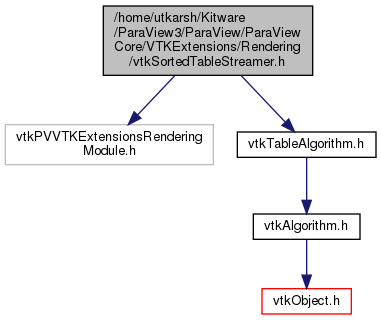 /home/utkarsh/Kitware
/ParaView3/ParaView/ParaView
Core/VTKExtensions/Rendering
/vtkSortedTableStreamer.h
vtkPVVTKExtensionsRendering
Module.h
vtkTableAlgorithm.h
vtkAlgorithm.h
vtkObject.h